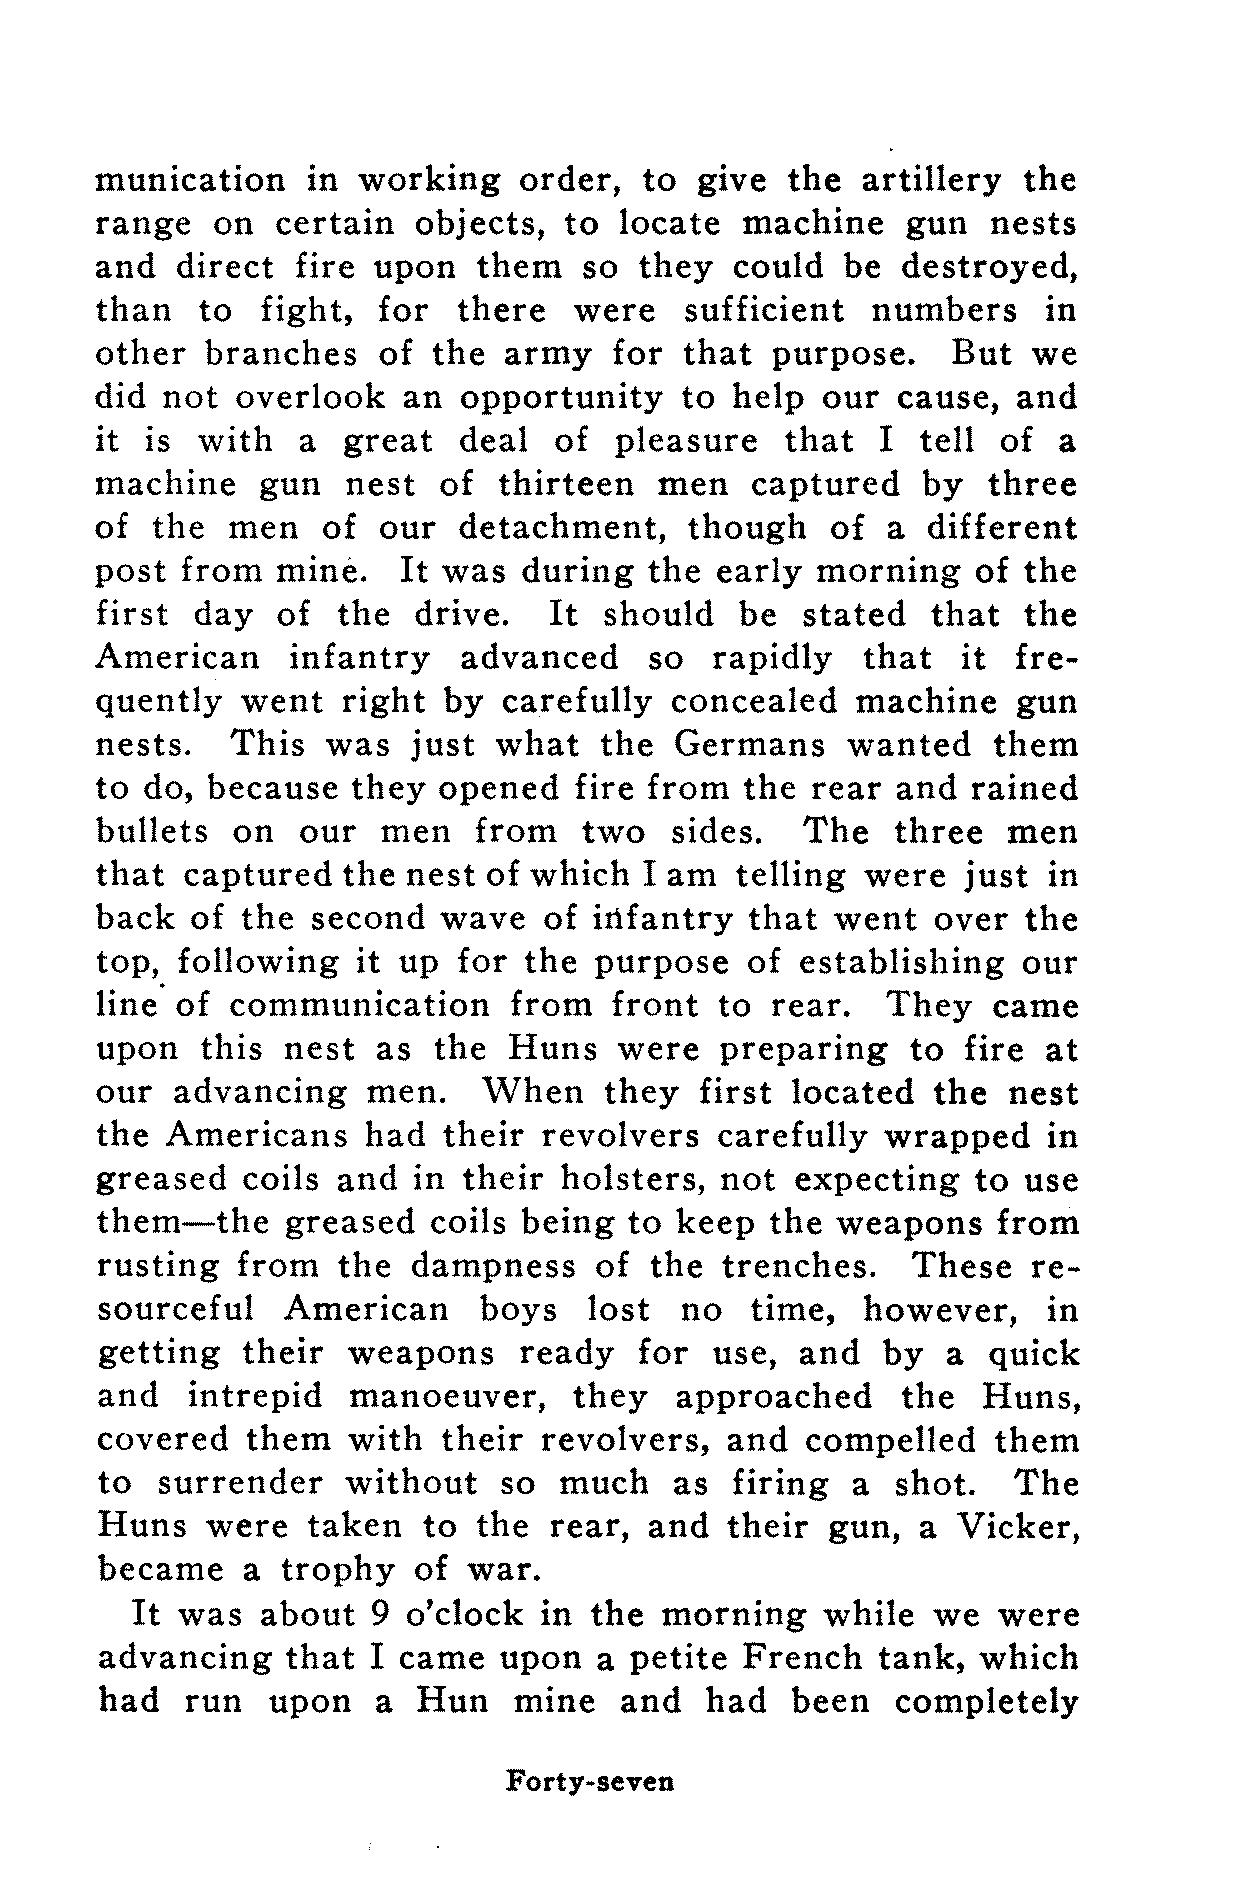 munication in working order, to give the artillery the
range on certain objects, to locate machine gun nests
and direct fire upon them so they could be destroyed,
than to fight, for there were sufficient numbers in
other branches of the army for that purpose. But we
did not overlook an opportunity to help our cause, and
it is with a great deal of pleasure that I tell of a
machine gun nest of thirteen men captured by three
of the men of our detachment, though of a different
post from mine. It was during the early morning of the
first day of the drive. It should be stated that the
American infantry advanced so rapidly that it fre-
quently went right by carefully concealed machine gun
nests. This was just what the Germans wanted them
to do, because they opened fire from the rear and rained
bullets on our men from two sides. The three men
that captured the nest of which I am telling were just in
back of the second wave of infantry that went over the
top, following it up for the purpose of establishing our
line of communication from front to rear. They came
upon this nest as the Huns were preparing to fire at
our advancing men. When they first located the nest
the Americans had their revolvers carefully wrapped in
greased coils and in their holsters, not expecting to use
them—the greased coils being to keep the weapons from
rusting from the dampness of the trenches. These re-
sourceful American boys lost no time, however, in
getting their weapons ready for use, and by a quick
and intrepid manoeuver, they approached the Huns,
covered them with their revolvers, and compelled them
to surrender without so much as firing a shot. The
Huns were taken to the rear, and their gun, a Vicker,
became a trophy of war.
It was about 9 o'clock in the morning while we were
advancing that I came upon a petite French tank, which
had run upon a Hun mine and had been completely
Forty-seven